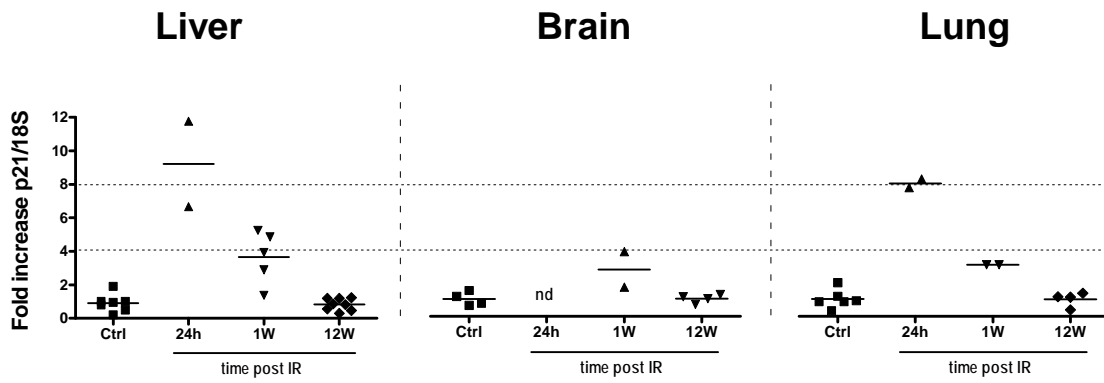 Liver Brain Lung
Fold increase p21/18S
12
10
8
6
4
2
0
nd
Ctrl 24h 1W 12W Ctrl 24h 1W 12W Ctrl 24h 1W 12W
time post IR time post IR time post IR